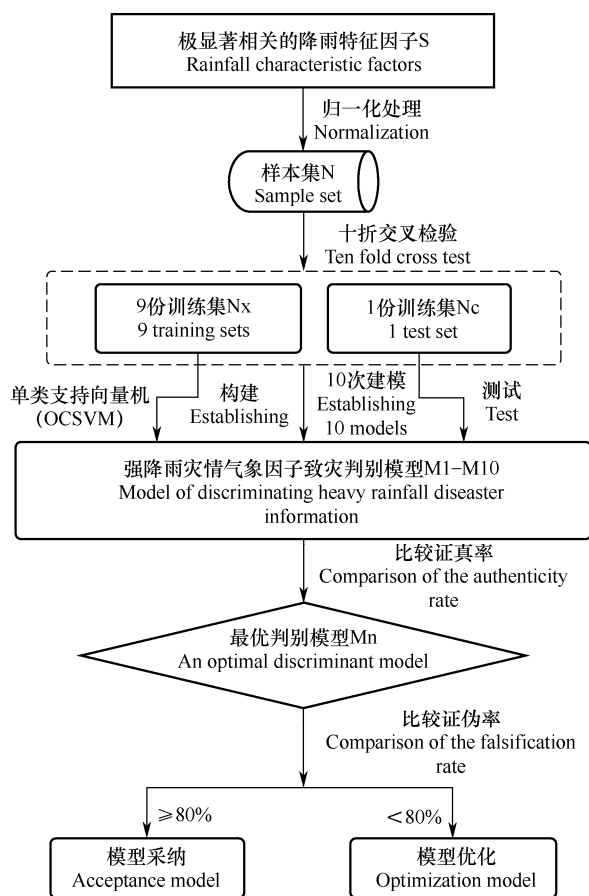 极显著相关的降雨特征因子S
Rainfall characteristic factors
归一化处理
Normalization
样本集N
Sample set
十折交叉检验
Ten fold cross test
9份训练集Nx
9 training sets
1份训练集Nc
1 test set
单类支持向量机
(OCSVM)
构建
Establishing
10次建模
Establishing
10 models
测试
Test
强降雨灾情气象因子致灾判别模型M1–M10
Model of discriminating heavy rainfall diseaster
information
比较证真率
Comparison of the authenticity
rate
最优判别模型Mn
An optimal discriminant model
比较证伪率
Comparison of the falsification
rate
≥80%
<80%
模型采纳
Acceptance model
模型优化
Optimization model